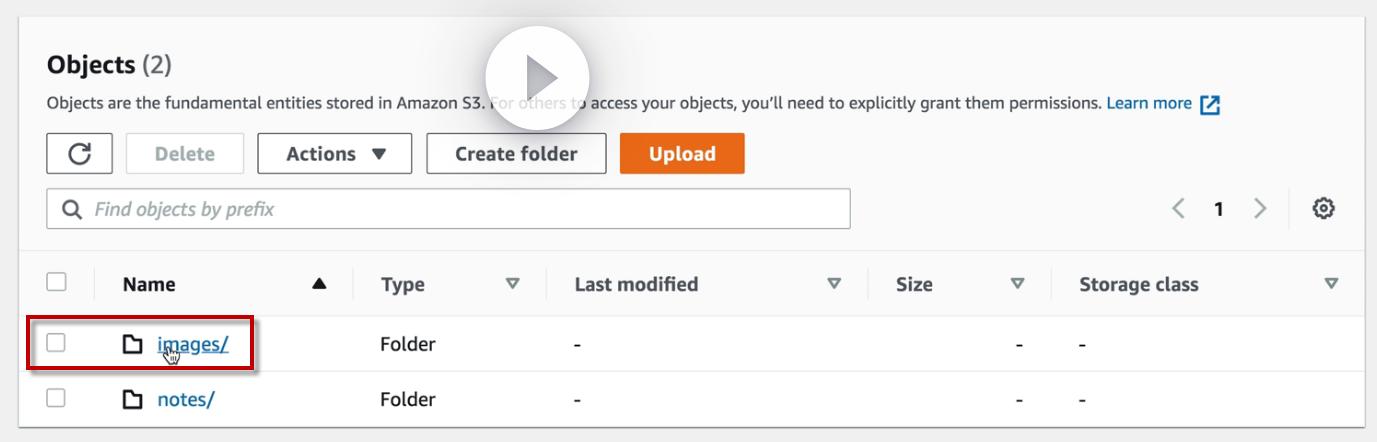 Objects (2)
Objects are the fundamental entities stored in Amazon S3. For others to access your objects, you'll need to explicitly grant them permissions. Learn more
Delete Actions Create folder Upload
Find objects by prefix 1
Name Type Last modified Size Storage class
images/ Folder - - -
notes/ Folder - - -